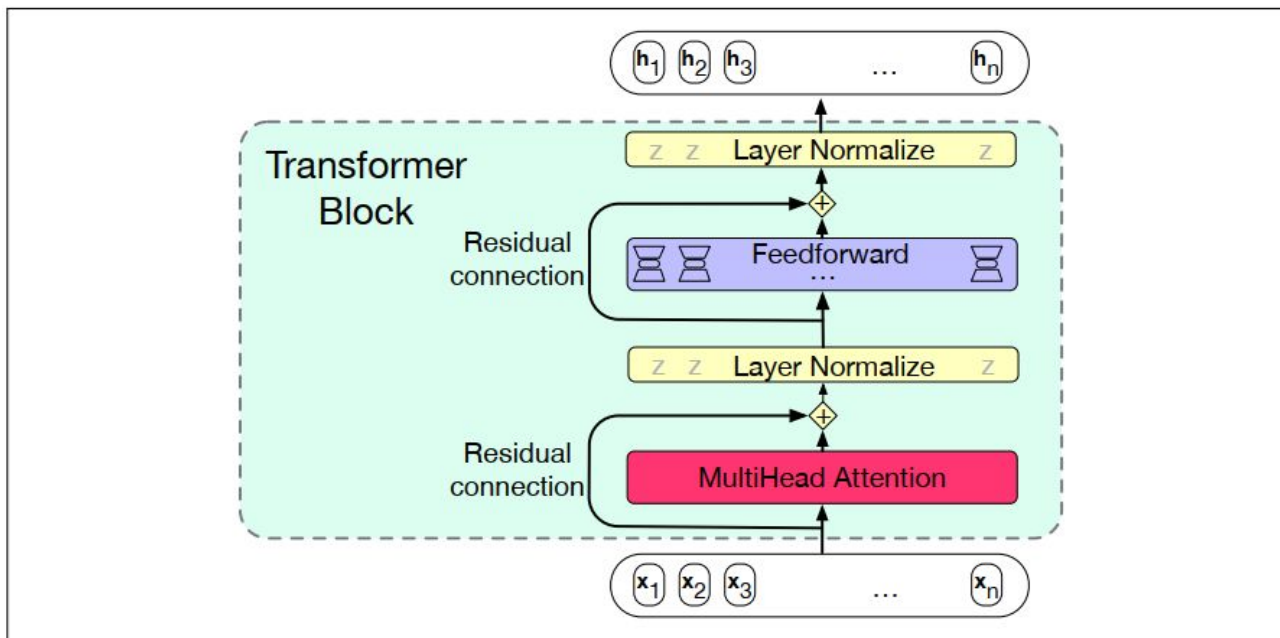 h1 h2 h3 ... hn
z z Layer Normalize z
Transformer
Block
+
Residual
connection
Feedforward
...
z z Layer Normalize z
+
Residual
connection
MultiHead Attention
x1 x2 x3 ... xn